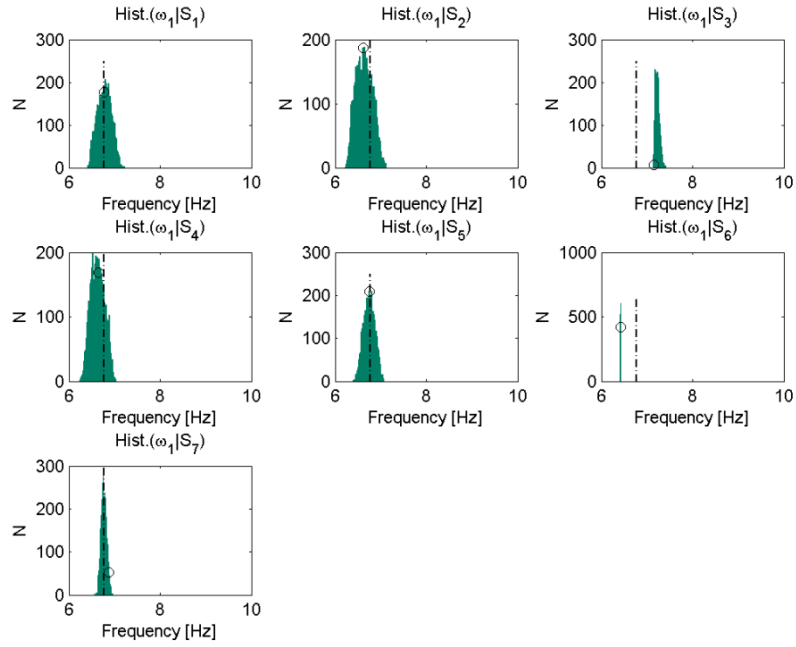 Hist.(ω₁|S₁)
300
200
100
0
N
6
8
10
Frequency [Hz]
Hist.(ω₁|S₂)
200
100
0
N
6
8
10
Frequency [Hz]
Hist.(ω₁|S₃)
300
200
100
0
N
6
8
10
Frequency [Hz]
Hist.(ω₁|S₄)
200
100
0
N
6
8
10
Frequency [Hz]
Hist.(ω₁|S₅)
300
200
100
0
N
6
8
10
Frequency [Hz]
Hist.(ω₁|S₆)
1000
500
0
N
6
8
10
Frequency [Hz]
Hist.(ω₁|S₇)
300
200
100
0
N
6
8
10
Frequency [Hz]